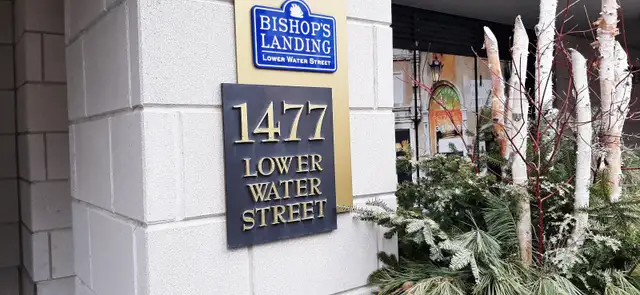 BISHOP'S
LANDING
LOWER WATER STREET
1477
LOWER
WATER
STREET